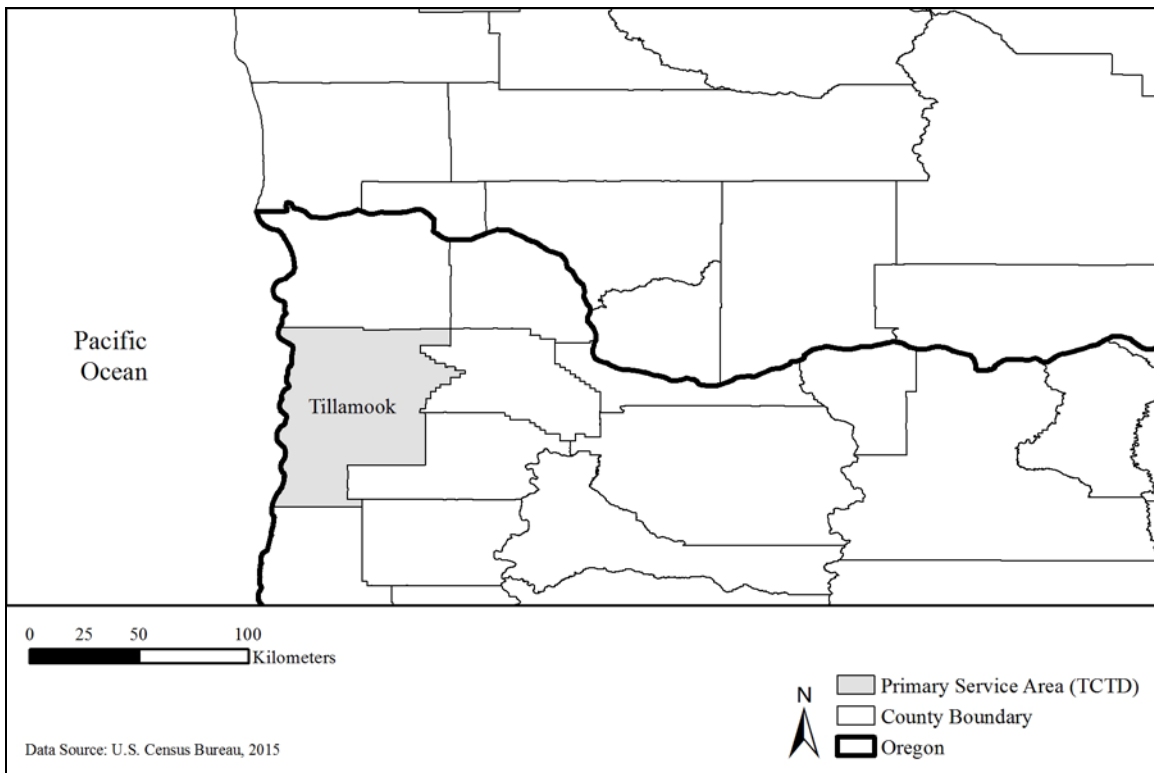 Pacific
Ocean
Tillamook
0 25 50 100
Kilometers
N
Primary Service Area (TCTD)
County Boundary
Oregon
Data Source: U.S. Census Bureau, 2015